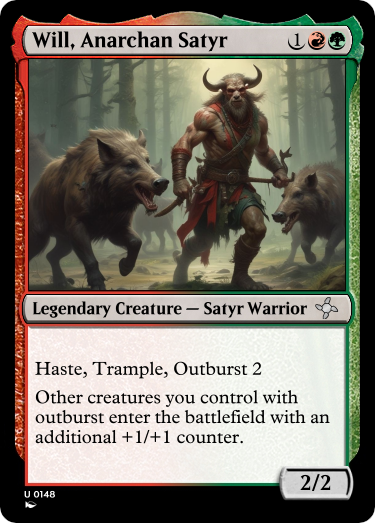 Will, Anarchan Satyr 1
Legendary Creature — Satyr Warrior
Haste, Trample, Outburst 2
Other creatures you control with
outburst enter the battlefield with an
additional +1/+1 counter.
2/2
U 0148